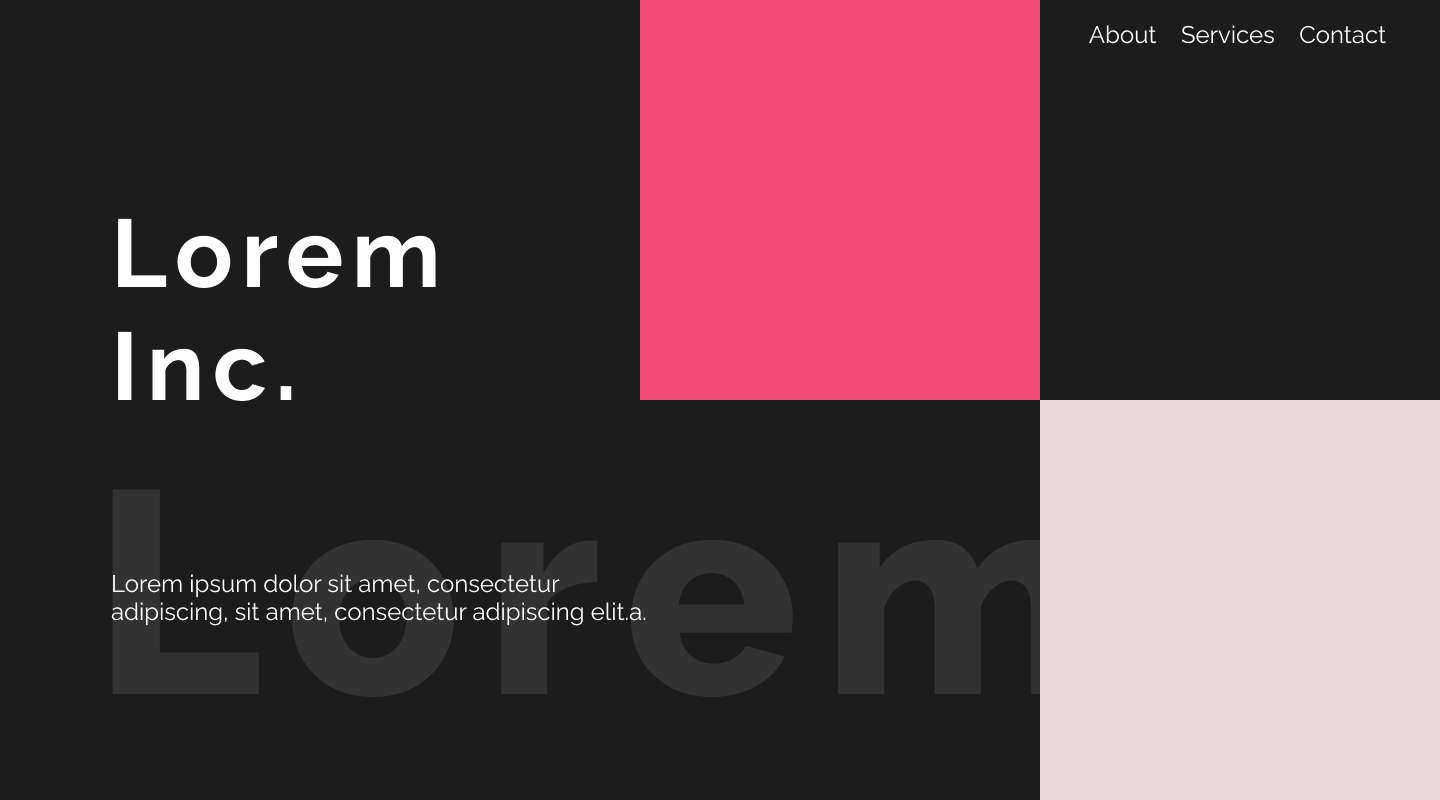 About Services Contact
Lorem
Inc.
Lorem
Lorem ipsum dolor sit amet, consectetur
adipiscing, sit amet, consectetur adipiscing elit.a.